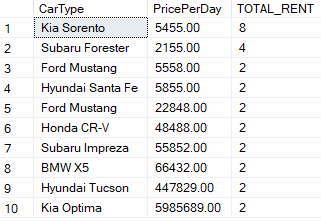 CarType PricePerDay TOTAL_RENT
1 Kia Sorento 5455.00 8
2 Subaru Forester 2155.00 4
3 Ford Mustang 5558.00 2
4 Hyundai Santa Fe 5855.00 2
5 Ford Mustang 22848.00 2
6 Honda CR-V 48488.00 2
7 Subaru Impreza 55852.00 2
8 BMW X5 66432.00 2
9 Hyundai Tucson 447829.00 2
10 Kia Optima 5985689.00 2